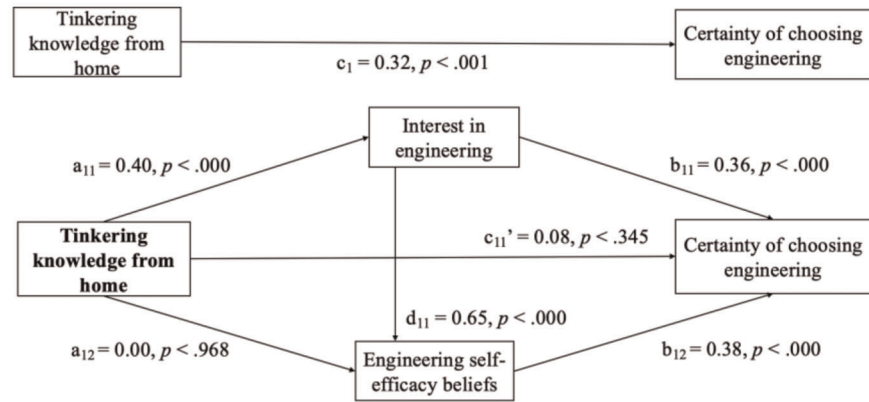 Tinkering
knowledge from
home
c₁ = 0.32, p < .001
Certainty of choosing
engineering
Interest in
engineering
a₁₁ = 0.40, p < .000
b₁₁ = 0.36, p < .000
Tinkering
knowledge from
home
c₁₁’ = 0.08, p < .345
Certainty of choosing
engineering
d₁₁ = 0.65, p < .000
a₁₂ = 0.00, p < .968
Engineering self-
efficacy beliefs
b₁₂ = 0.38, p < .000